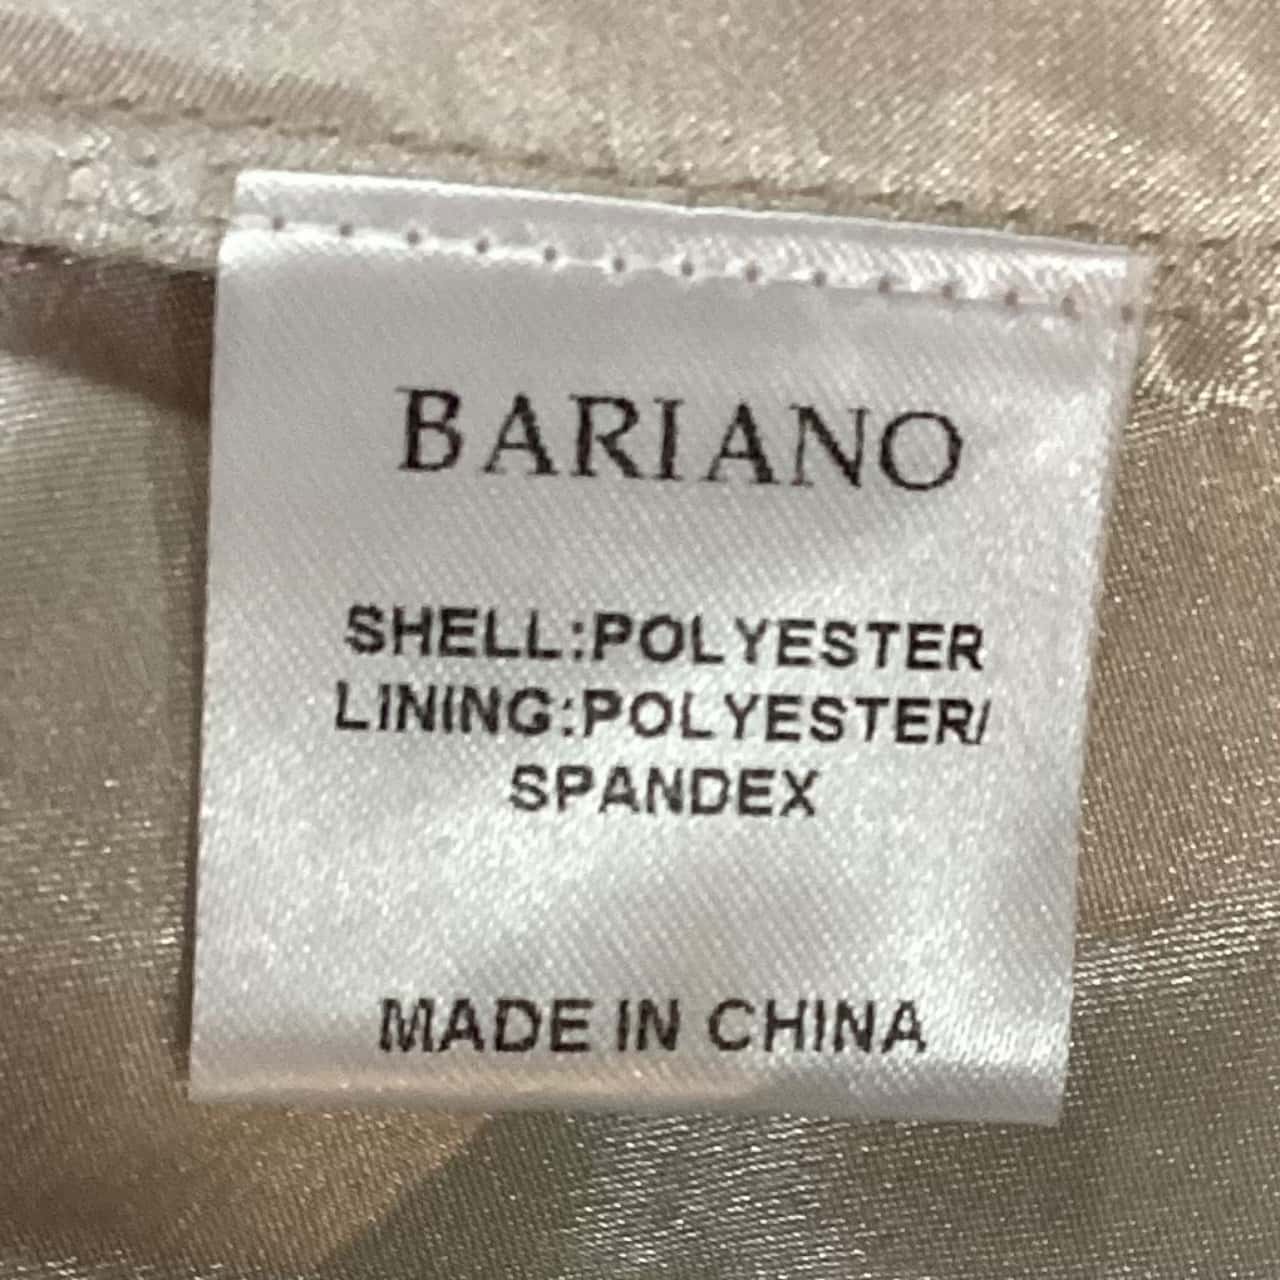 BARIANO
SHELL:POLYESTER
LINING:POLYESTER/
SPANDEX
MADE IN CHINA